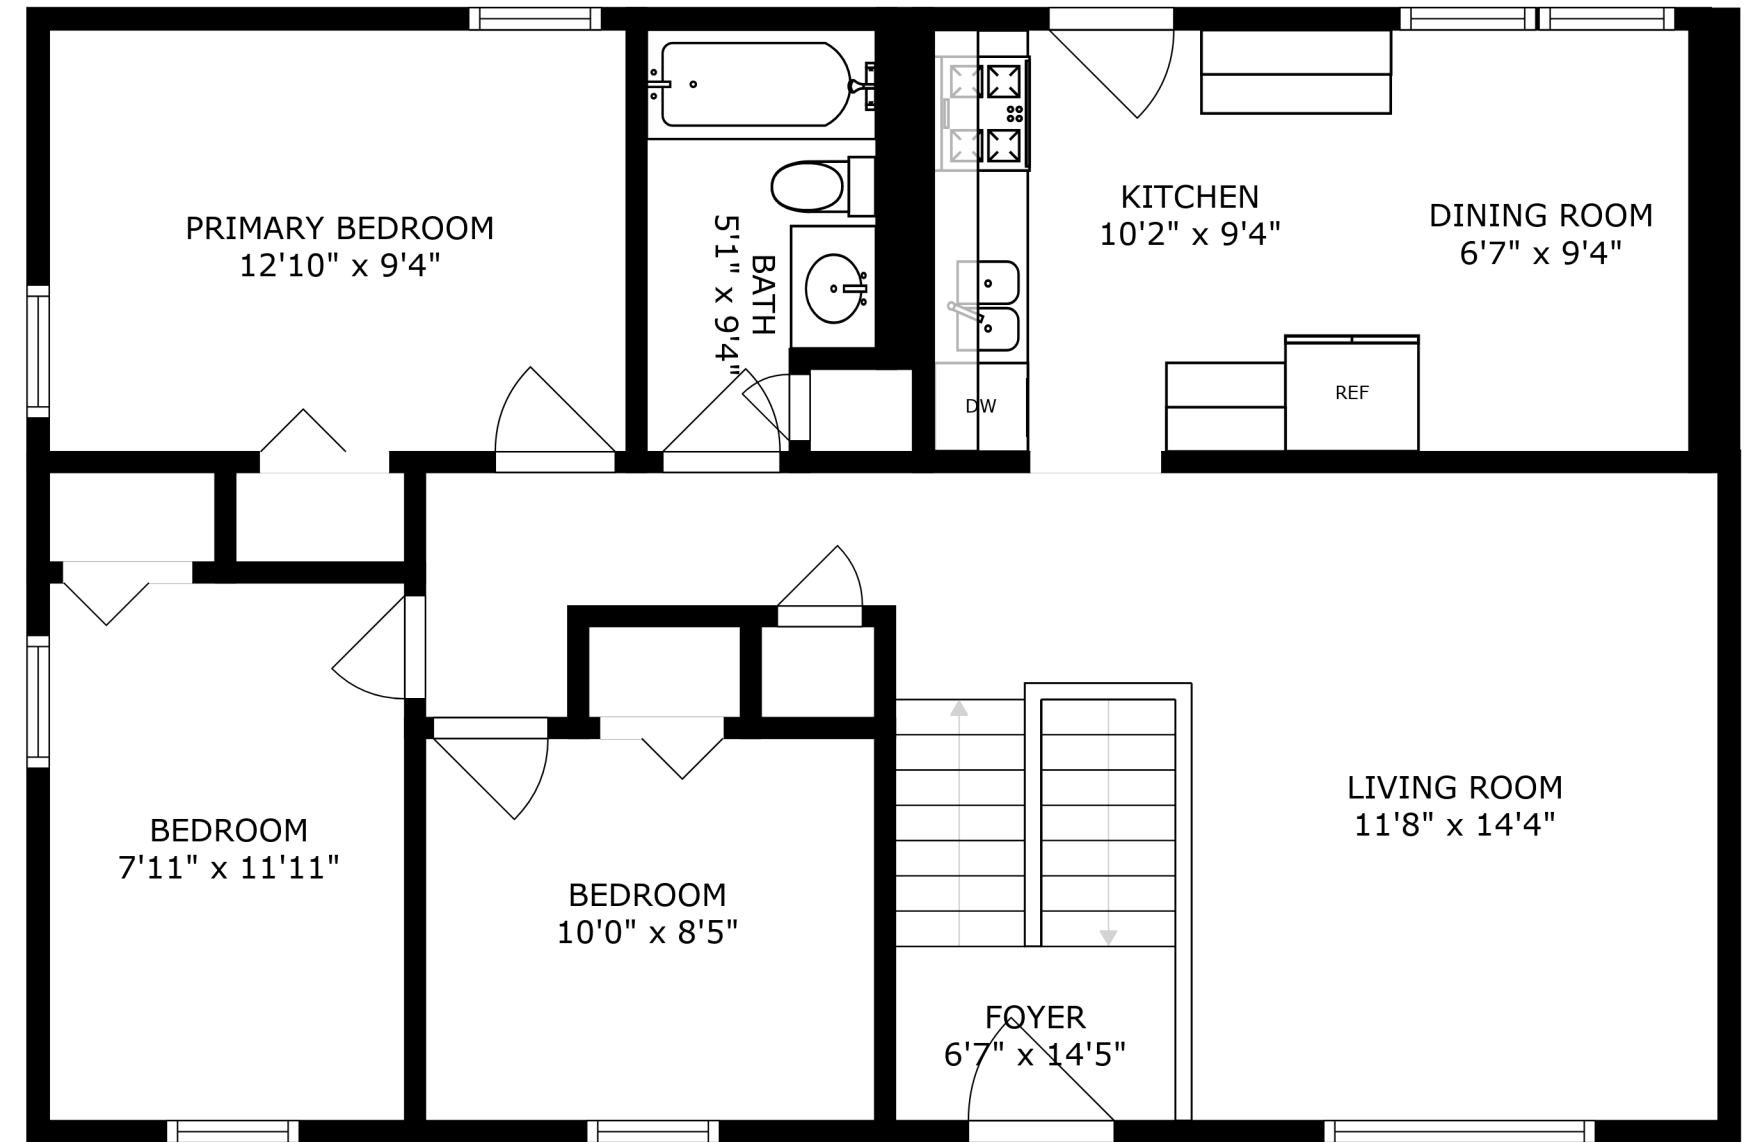 PRIMARY BEDROOM
12'10" x 9'4"
BATH
5'1" x 9'4"
KITCHEN
10'2" x 9'4"
DINING ROOM
6'7" x 9'4"
DW
REF
BEDROOM
7'11" x 11'11"
BEDROOM
10'0" x 8'5"
LIVING ROOM
11'8" x 14'4"
FOYER
6'7" x 14'5"